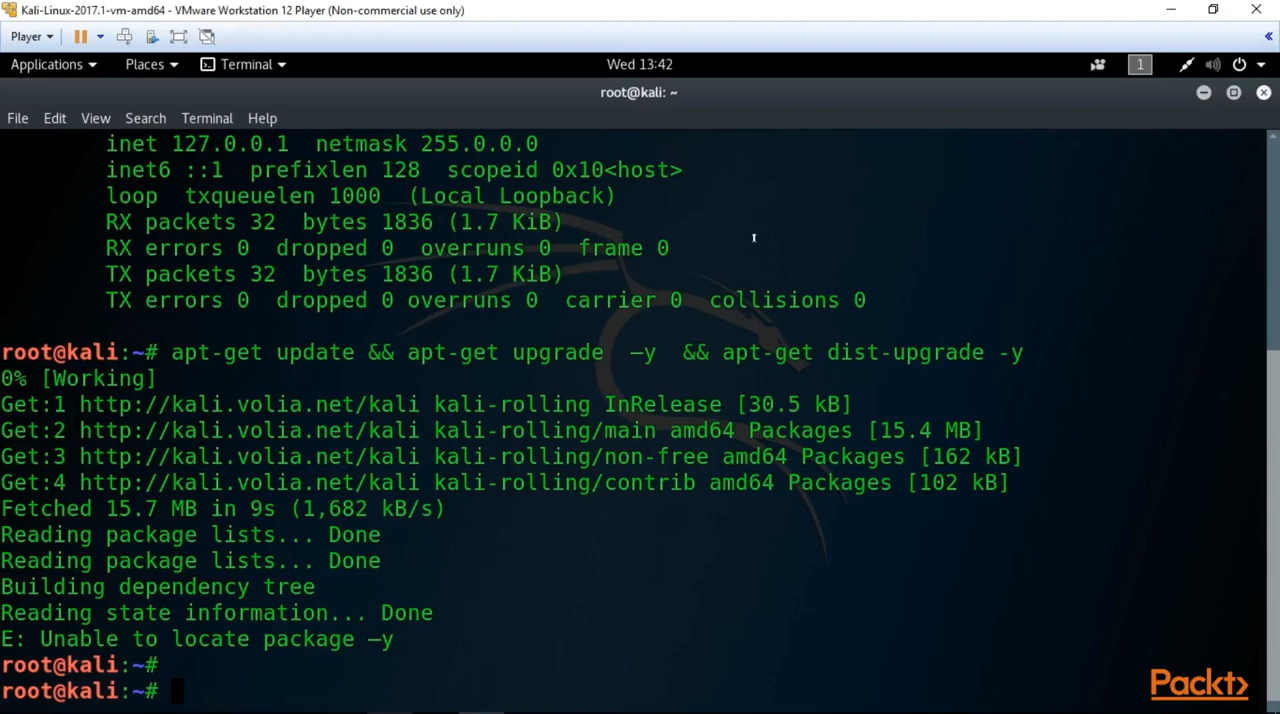 Kali-Linux-2017.1-vm-amd64 - VMware Workstation 12 Player (Non-commercial use only)
Player
Applications Places Terminal Wed 13:42 1
root@kali: ~
File Edit View Search Terminal Help
inet 127.0.0.1 netmask 255.0.0.0
inet6 ::1 prefixlen 128 scopeid 0x10<host>
loop txqueuelen 1000 (Local Loopback)
RX packets 32 bytes 1836 (1.7 KiB)
RX errors 0 dropped 0 overruns 0 frame 0
TX packets 32 bytes 1836 (1.7 KiB)
TX errors 0 dropped 0 overruns 0 carrier 0 collisions 0
root@kali:~# apt-get update && apt-get upgrade –y && apt-get dist-upgrade -y
0% [Working]
Get:1 http://kali.volia.net/kali kali-rolling InRelease [30.5 kB]
Get:2 http://kali.volia.net/kali kali-rolling/main amd64 Packages [15.4 MB]
Get:3 http://kali.volia.net/kali kali-rolling/non-free amd64 Packages [162 kB]
Get:4 http://kali.volia.net/kali kali-rolling/contrib amd64 Packages [102 kB]
Fetched 15.7 MB in 9s (1,682 kB/s)
Reading package lists... Done
Reading package lists... Done
Building dependency tree
Reading state information... Done
E: Unable to locate package –y
root@kali:~#
root@kali:~#
Packt>